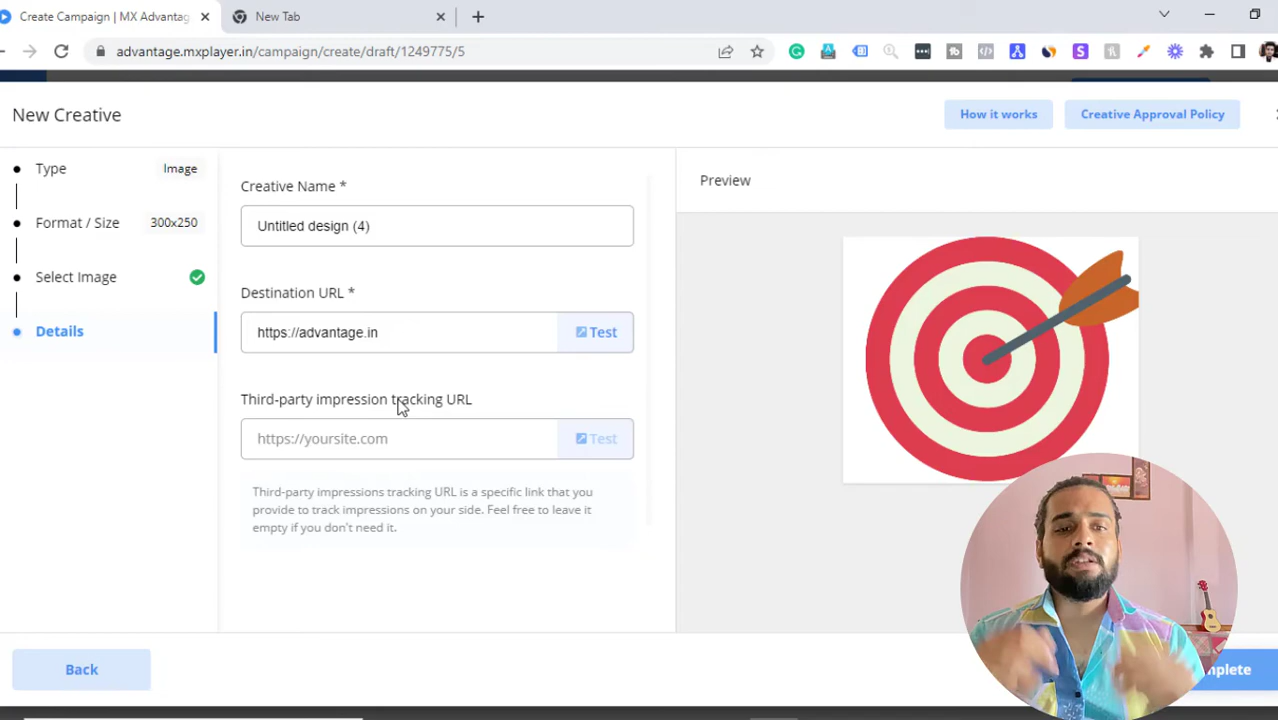 Create Campaign | MX Advantag
New Tab
advantage.mxplayer.in/campaign/create/draft/1249775/5
New Creative
How it works
Creative Approval Policy
Type
Image
Format / Size
300x250
Select Image
Details
Creative Name *
Untitled design (4)
Destination URL *
https://advantage.in
Test
Third-party impression tracking URL
https://yoursite.com
Test
Third-party impressions tracking URL is a specific link that you
provide to track impressions on your side. Feel free to leave it
empty if you don't need it.
Preview
Back
mplete